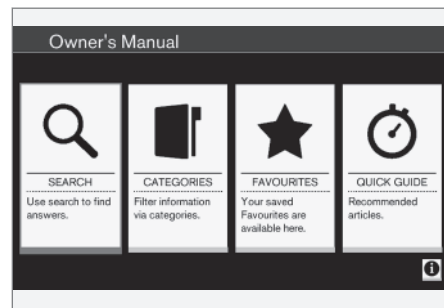 Owner's Manual
SEARCH
Use search to find
answers.
CATEGORIES
Filter information
via categories.
FAVOURITES
Your saved
Favourites are
available here.
QUICK GUIDE
Recommended
articles.